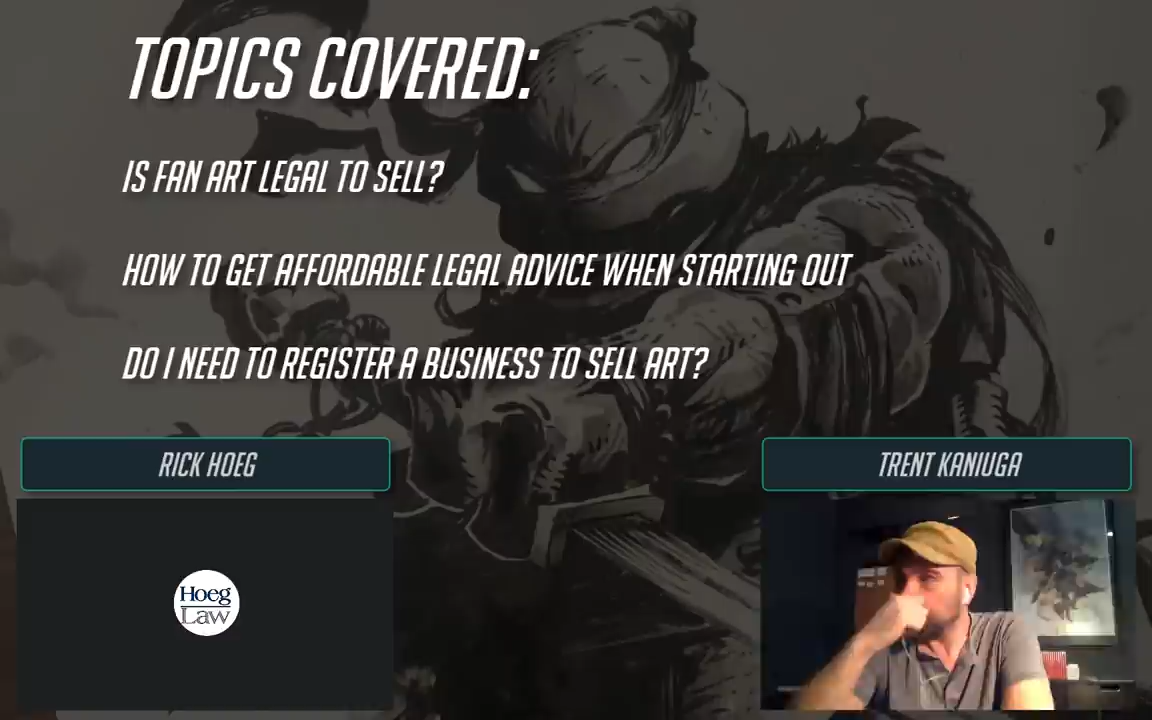 TOPICS COVERED:
IS FAN ART LEGAL TO SELL?
HOW TO GET AFFORDABLE LEGAL ADVICE WHEN STARTING OUT
DO I NEED TO REGISTER A BUSINESS TO SELL ART?
RICK HOEG
TRENT KANIUGA
Hoeg
Law